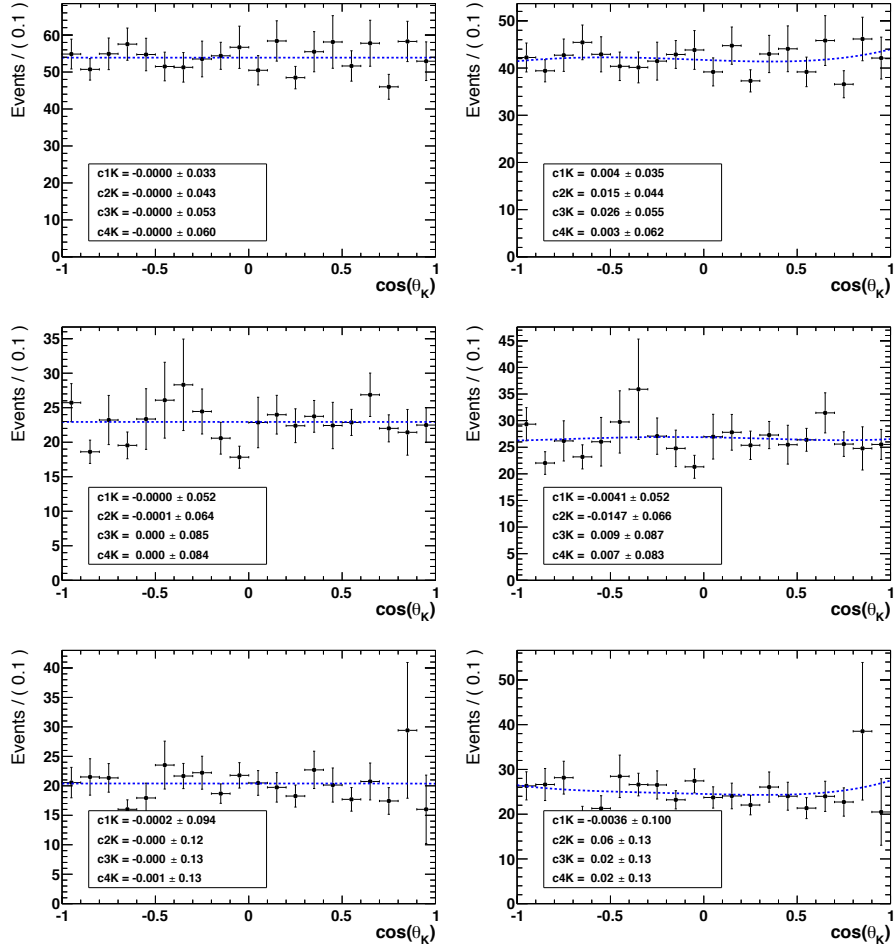 Events / ( 0.1 )
60
50
40
30
20
10
0
c1K = -0.0000 ± 0.033
c2K = -0.0000 ± 0.043
c3K = -0.0000 ± 0.053
c4K = -0.0000 ± 0.060
-1 -0.5 0 0.5 1
cos(θ_K)
Events / ( 0.1 )
50
40
30
20
10
0
c1K = 0.004 ± 0.035
c2K = 0.015 ± 0.044
c3K = 0.026 ± 0.055
c4K = 0.003 ± 0.062
-1 -0.5 0 0.5 1
cos(θ_K)
Events / ( 0.1 )
35
30
25
20
15
10
5
0
c1K = -0.0000 ± 0.052
c2K = -0.0001 ± 0.064
c3K = 0.000 ± 0.085
c4K = 0.000 ± 0.084
-1 -0.5 0 0.5 1
cos(θ_K)
Events / ( 0.1 )
45
40
35
30
25
20
15
10
5
0
c1K = -0.0041 ± 0.052
c2K = -0.0147 ± 0.066
c3K = 0.009 ± 0.087
c4K = 0.007 ± 0.083
-1 -0.5 0 0.5 1
cos(θ_K)
Events / ( 0.1 )
40
35
30
25
20
15
10
5
0
c1K = -0.0002 ± 0.094
c2K = -0.000 ± 0.12
c3K = -0.000 ± 0.13
c4K = -0.001 ± 0.13
-1 -0.5 0 0.5 1
cos(θ_K)
Events / ( 0.1 )
50
40
30
20
10
0
c1K = -0.0036 ± 0.100
c2K = 0.06 ± 0.13
c3K = 0.02 ± 0.13
c4K = 0.02 ± 0.13
-1 -0.5 0 0.5 1
cos(θ_K)